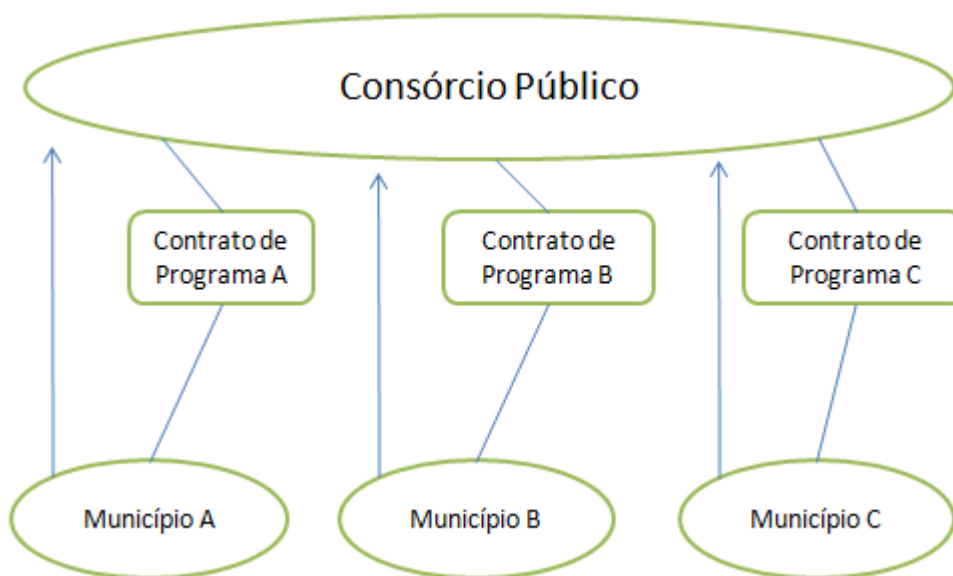 Consórcio Público
Contrato de
Programa A
Contrato de
Programa B
Contrato de
Programa C
Município A
Município B
Município C